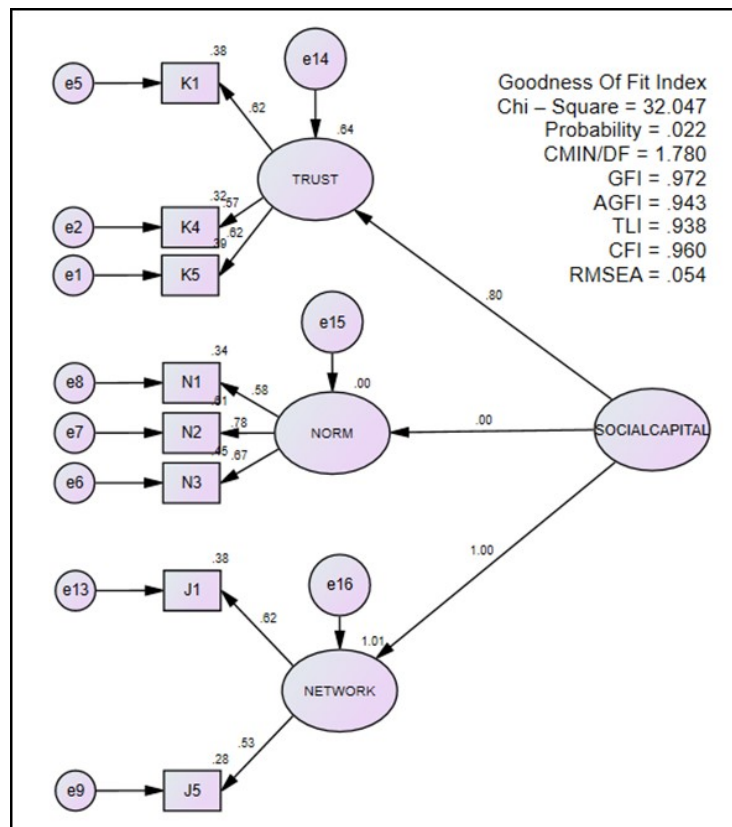 Goodness Of Fit Index
Chi – Square = 32.047
Probability = .022
CMIN/DF = 1.780
GFI = .972
AGFI = .943
TLI = .938
CFI = .960
RMSEA = .054
e14
.64
TRUST
e5
K1
.38
.62
e2
K4
.32
.57
e1
K5
.39
.62
.80
e15
.00
NORM
e8
N1
.34
.58
e7
N2
.61
.78
e6
N3
.45
.67
.00
SOCIALCAPITAL
1.00
e16
1.01
NETWORK
e13
J1
.38
.62
e9
J5
.28
.53